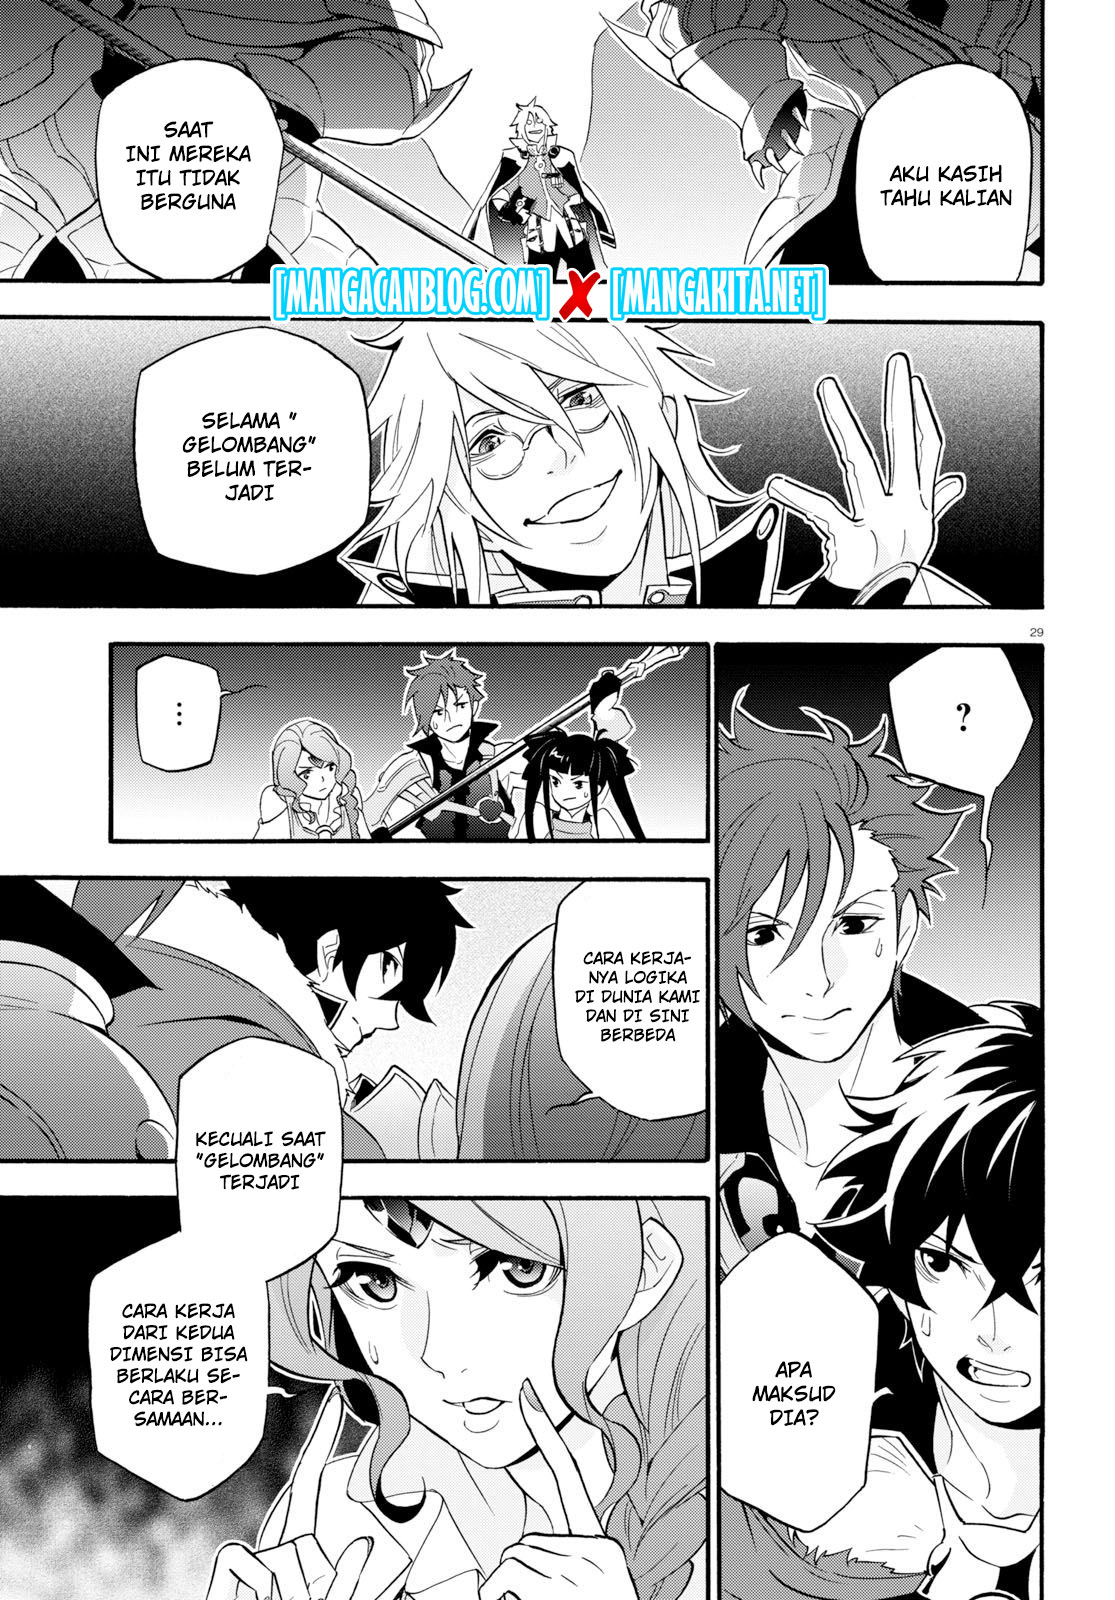 AKU KASIH
TAHU KALIAN
SAAT
INI MEREKA
ITU TIDAK
BERGUNA
[MANGACANBLOG.COM] X [MANGAKITA.NET]
SELAMA "
GELOMBANG"
BELUM TER-
JADI
29
?
...
APA
MAKSUD
DIA?
CARA KERJA-
NYA LOGIKA
DI DUNIA KAMI
DAN DI SINI
BERBEDA
KECUALI SAAT
"GELOMBANG"
TERJADI
CARA KERJA
DARI KEDUA
DIMENSI BISA
BERLAKU SE-
CARA BER-
SAMAAN...